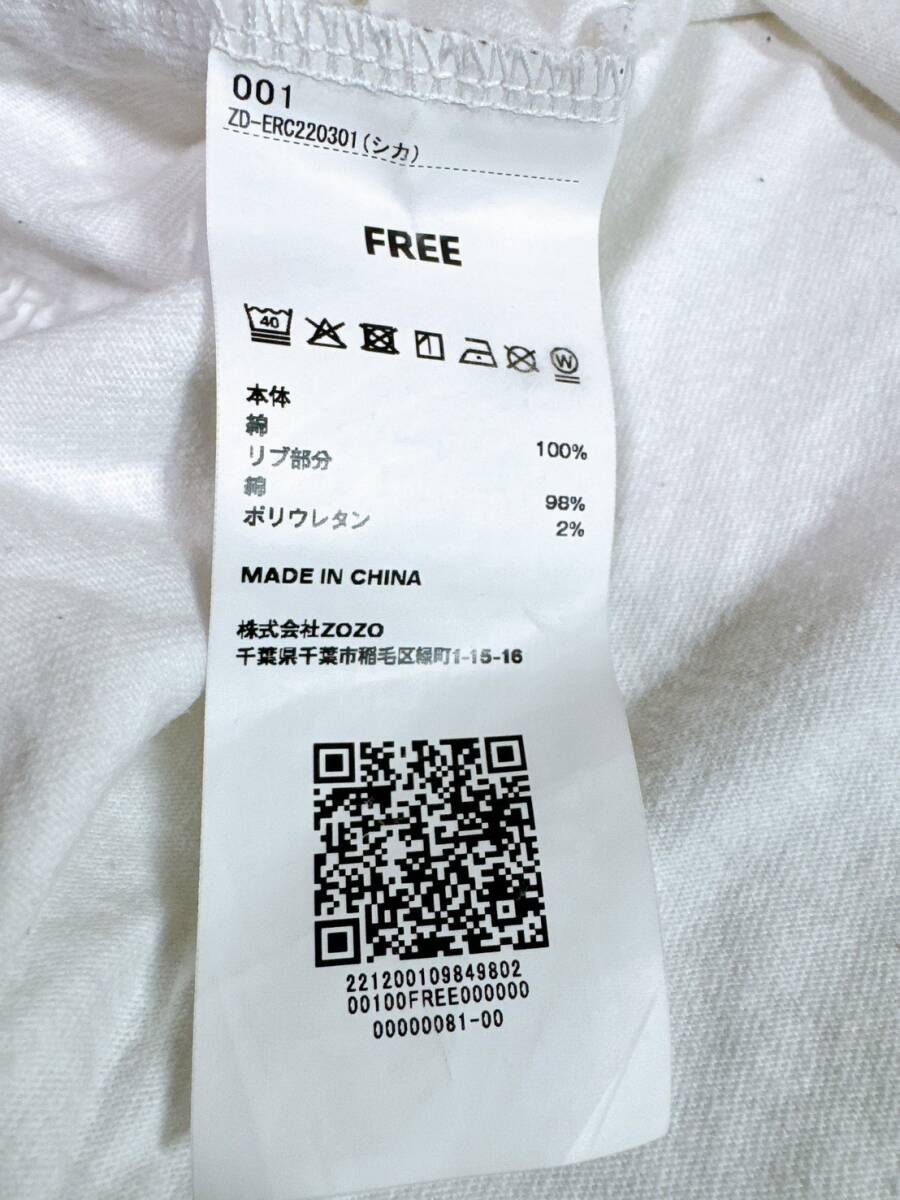 001
ZD-ERC220301(シカ)
FREE
40 W
本体
綿 100%
リブ部分
綿 98%
ポリウレタン 2%
MADE IN CHINA
株式会社ZOZO
千葉県千葉市稲毛区緑町1-15-16
221200109849802
00100FREE000000
00000081-00